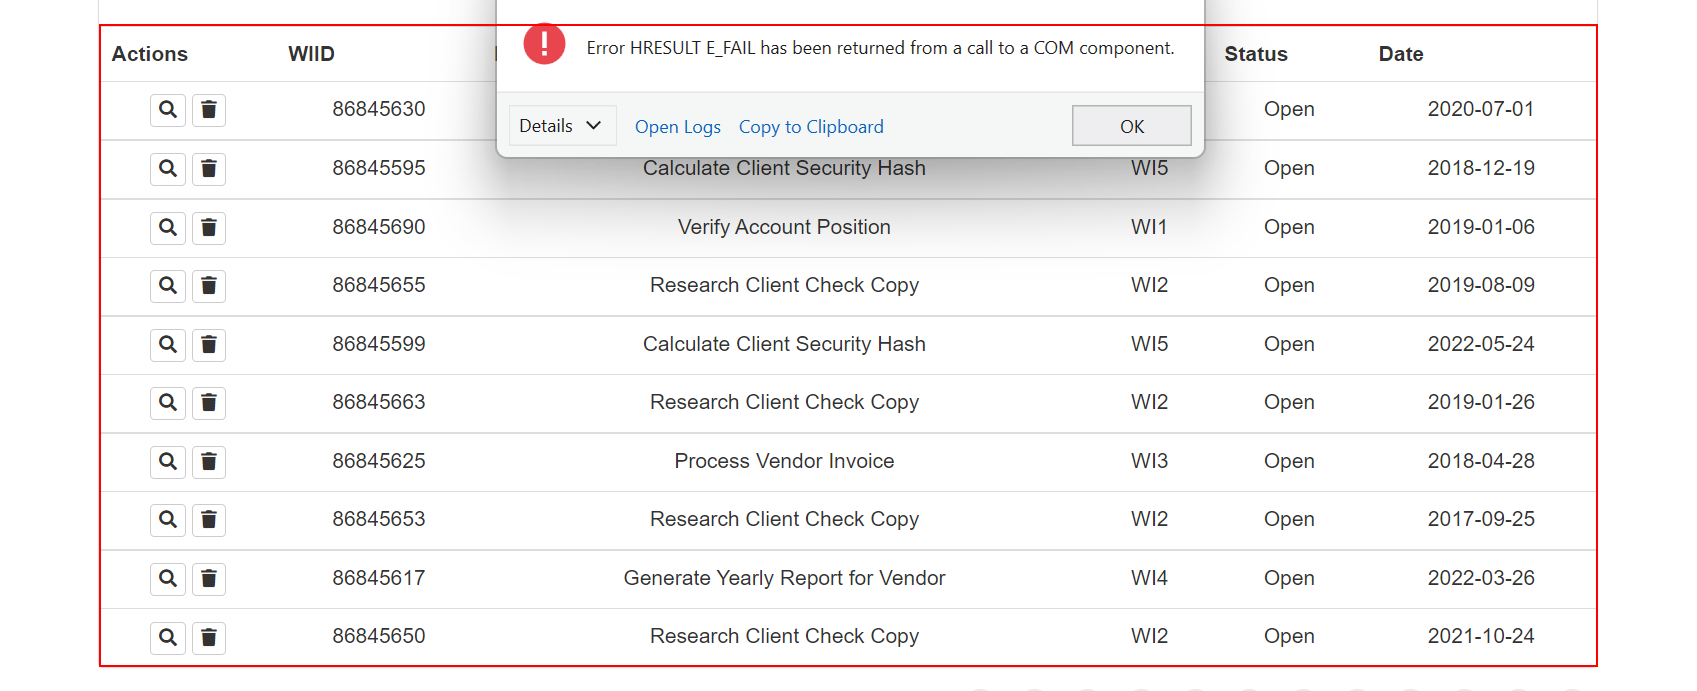 Error HRESULT E_FAIL has been returned from a call to a COM component.
Details Open Logs Copy to Clipboard OK
Actions WIID Status Date
86845630 Open 2020-07-01
86845595 Calculate Client Security Hash WI5 Open 2018-12-19
86845690 Verify Account Position WI1 Open 2019-01-06
86845655 Research Client Check Copy WI2 Open 2019-08-09
86845599 Calculate Client Security Hash WI5 Open 2022-05-24
86845663 Research Client Check Copy WI2 Open 2019-01-26
86845625 Process Vendor Invoice WI3 Open 2018-04-28
86845653 Research Client Check Copy WI2 Open 2017-09-25
86845617 Generate Yearly Report for Vendor WI4 Open 2022-03-26
86845650 Research Client Check Copy WI2 Open 2021-10-24